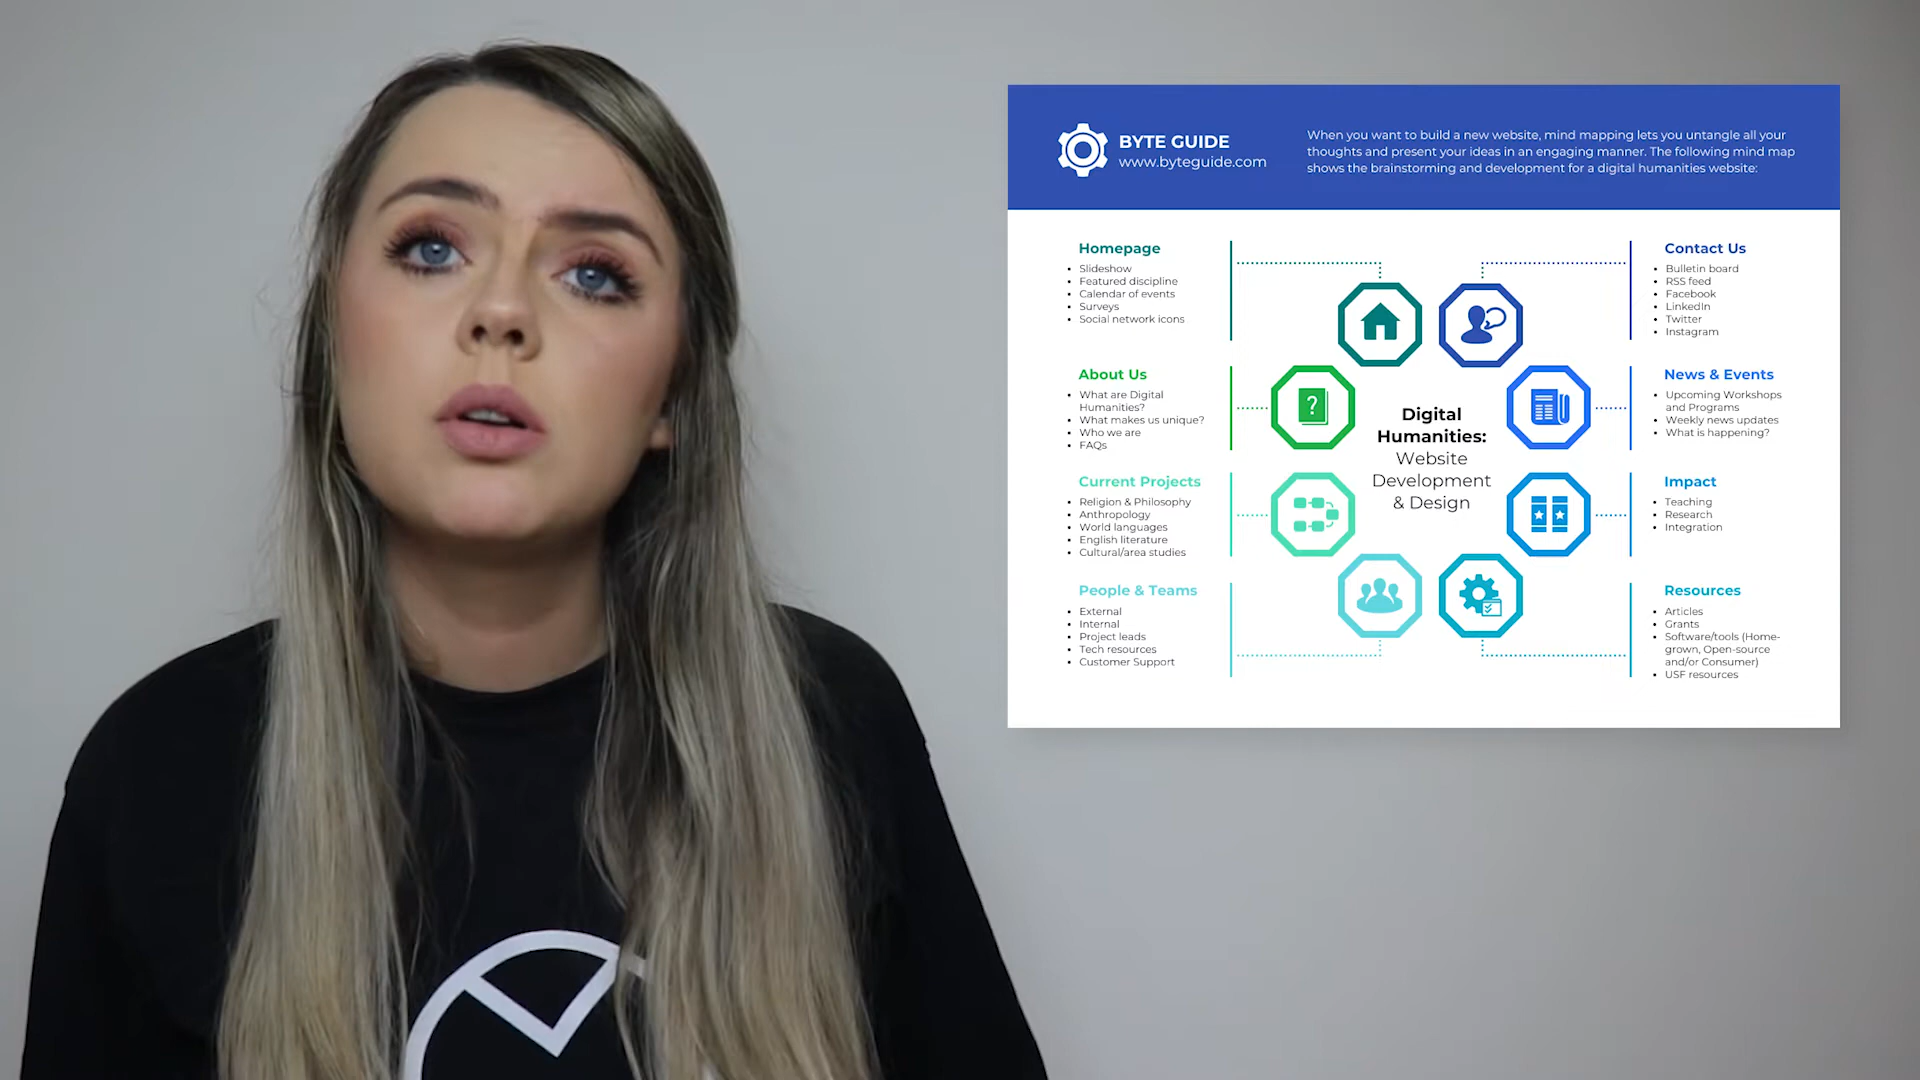 BYTE GUIDE
www.byteguide.com
When you want to build a new website, mind mapping lets you untangle all your
thoughts and present your ideas in an engaging manner. The following mind map
shows the brainstorming and development for a digital humanities website:
Homepage
• Slideshow
• Featured discipline
• Calendar of events
• Surveys
• Social network icons
About Us
• What are Digital
Humanities?
• What makes us unique?
• Who we are
• FAQs
Current Projects
• Religion & Philosophy
• Anthropology
• World languages
• English literature
• Cultural/area studies
People & Teams
• External
• Internal
• Project leads
• Tech resources
• Customer Support
?
Digital
Humanities:
Website
Development
& Design
Contact Us
• Bulletin board
• RSS feed
• Facebook
• LinkedIn
• Twitter
• Instagram
News & Events
• Upcoming Workshops
and Programs
• Weekly news updates
• What is happening?
Impact
• Teaching
• Research
• Integration
Resources
• Articles
• Grants
• Software/tools (Home-
grown, Open-source
and/or Consumer)
• USF resources